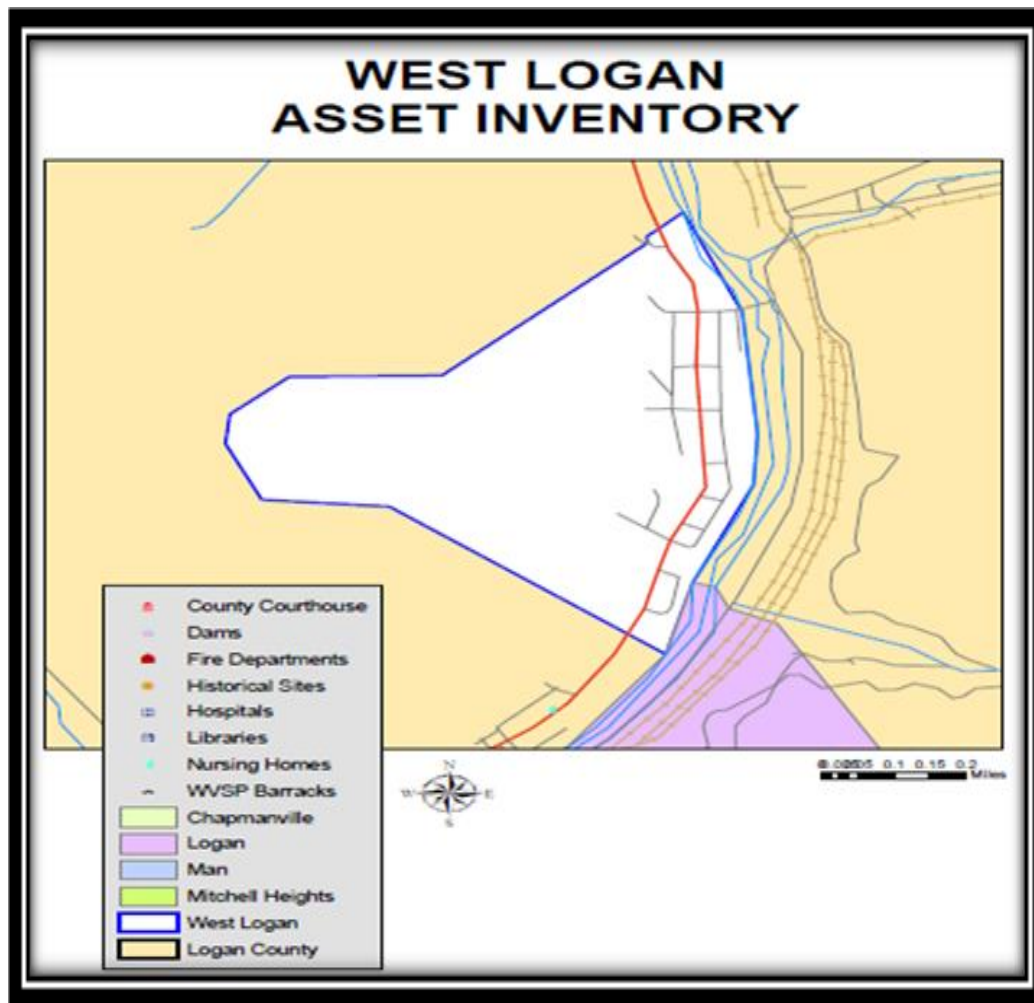 WEST LOGAN
ASSET INVENTORY
County Courthouse
Dams
Fire Departments
Historical Sites
Hospitals
Libraries
Nursing Homes
WVSP Barracks
Chapmanville
Logan
Man
Mitchell Heights
West Logan
Logan County
N
W E
S
0.1 0.15 0.2
Miles